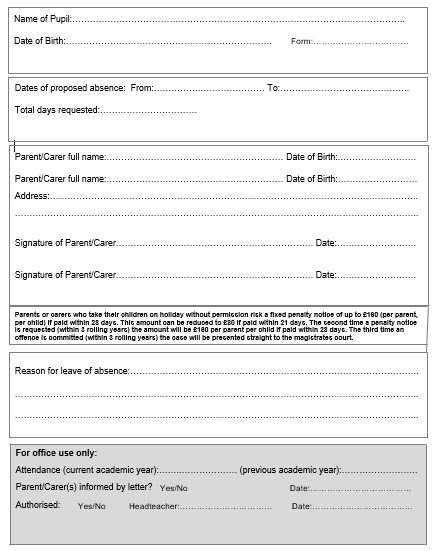 Name of Pupil:……………………………………………………………………………………..
Date of Birth:…………………………………………………… Form:……………………………
Dates of proposed absence: From:………………………………… To:……………………………………..
Total days requested:……………………………
Parent/Carer full name:……………………………………………………… Date of Birth:……………………..
Parent/Carer full name:……………………………………………………… Date of Birth:……………………..
Address:……………………………………………………………………………………………………..
…………………………………………………………………………………………………………………
Signature of Parent/Carer…………………………………………………………… Date:……………………..
Signature of Parent/Carer…………………………………………………………… Date:……………………..
Parents or carers who take their children on holiday without permission risk a fixed penalty notice of up to £160 (per parent,
per child) if paid within 28 days. This amount can be reduced to £80 if paid within 21 days. The second time a penalty notice
is requested (within 3 rolling years) the amount will be £160 per parent per child if paid within 28 days. The third time an
offence is committed (within 3 rolling years) the case will be presented straight to the magistrates court.
Reason for leave of absence:…………………………………………………………………………………..
…………………………………………………………………………………………………………………
…………………………………………………………………………………………………………………
For office use only:
Attendance (current academic year):……………………… (previous academic year):……………………..
Parent/Carer(s) informed by letter? Yes/No Date:………………………………………
Authorised: Yes/No Headteacher:…………………………… Date:………………………………………